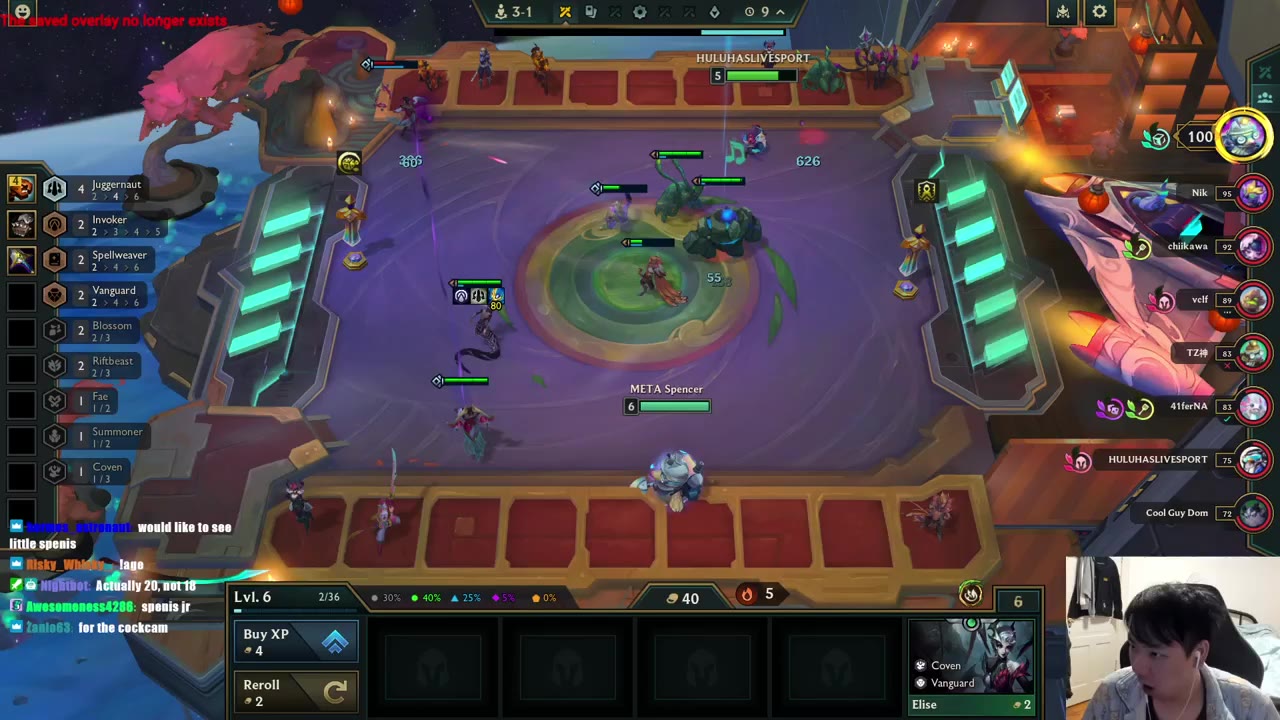 The saved overlay no longer exists
3-1
9
HULUHASLIVESPORT
5
626
55
80
META Spencer
6
4 Juggernaut
2 > 4 > 6
2 Invoker
2 > 3 > 4 > 5
2 Spellweaver
2 > 4 > 6
2 Vanguard
2 > 4 > 6
2 Blossom
2 / 3
2 Riftbeast
2 / 3
1 Fae
1 / 2
1 Summoner
1 / 2
1 Coven
1 / 3
100
Nik 95
chiikawa 92
vclf 89
TZ神 83
41ferNA 83
HULUHASLIVESPORT 75
Cool Guy Dom 72
would like to see
little spenis
!ago
Nightbot: Actually 20, not 18
Awesomeness4206: spenis jr
Zanio63: for the cockcam
Lvl. 6 2/36
30% 40% 25% 5% 0%
40
5
6
Buy XP
4
Reroll
2
Coven
Vanguard
Elise 2